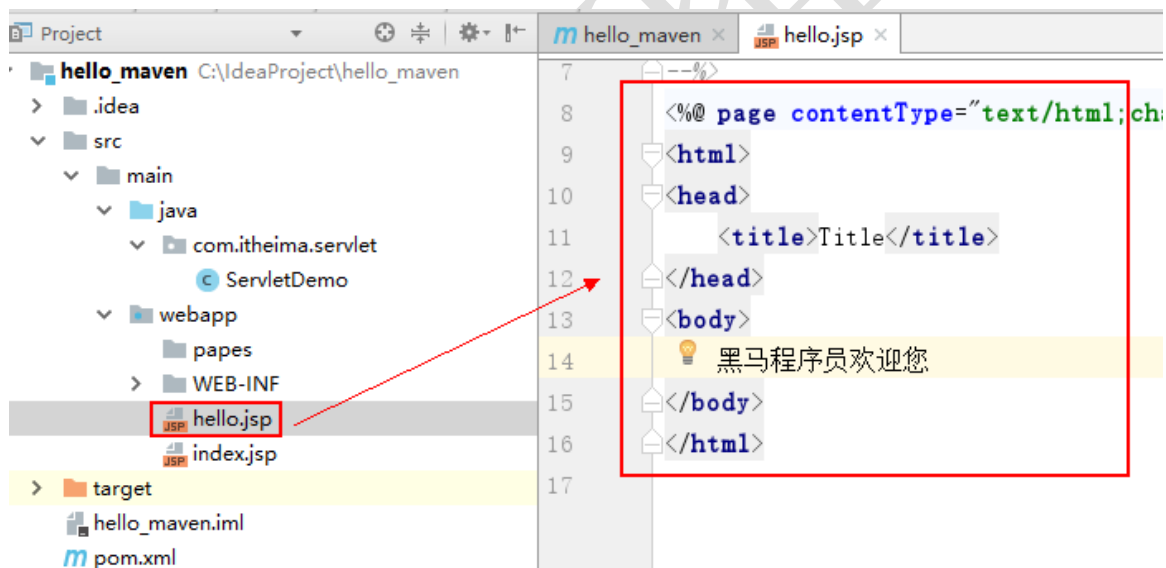 Project
hello_maven C:\IdeaProject\hello_maven
.idea
src
main
java
com.itheima.servlet
ServletDemo
webapp
papes
WEB-INF
hello.jsp
index.jsp
target
hello_maven.iml
pom.xml
hello_maven hello.jsp
7 --%>
8 <%@ page contentType="text/html;cha
9 <html>
10 <head>
11 <title>Title</title>
12 </head>
13 <body>
14 黑马程序员欢迎您
15 </body>
16 </html>
17